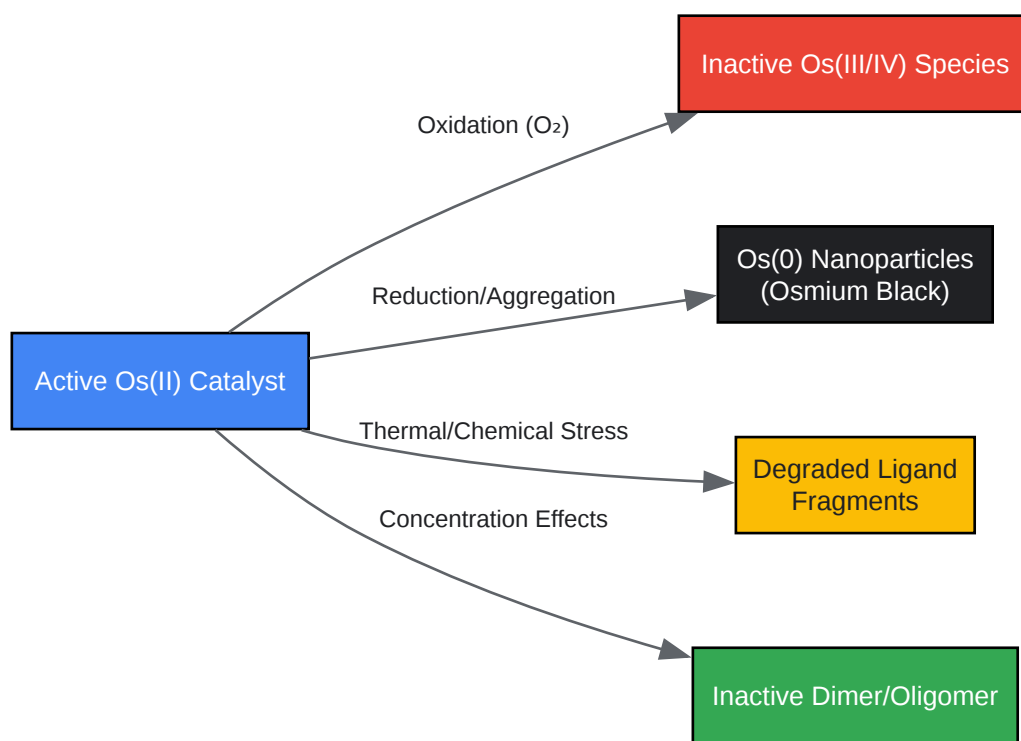 Inactive Os(III/IV) Species
Oxidation (O₂)
Os(0) Nanoparticles
(Osmium Black)
Reduction/Aggregation
Active Os(II) Catalyst
Thermal/Chemical Stress
Degraded Ligand
Fragments
Concentration Effects
Inactive Dimer/Oligomer